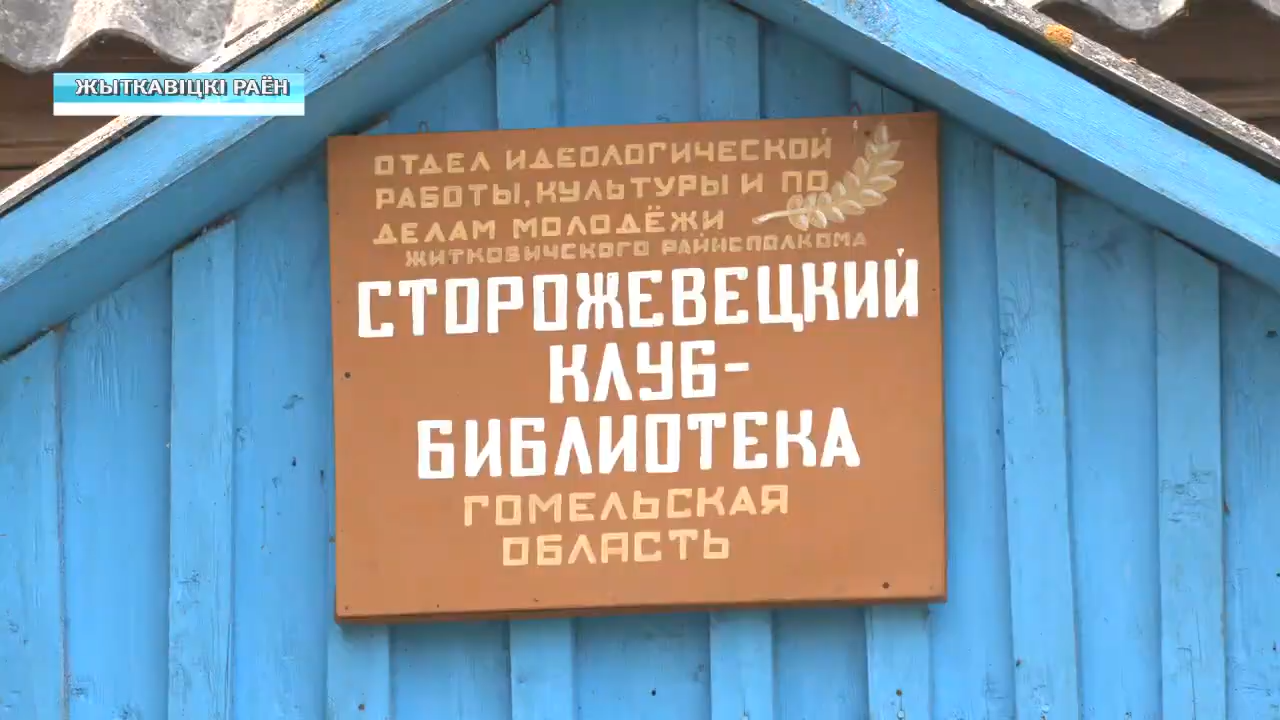 ЖЫТКАВІЦКІ РАЁН
ОТДЕЛ ИДЕОЛОГИЧЕСКОЙ
РАБОТЫ, КУЛЬТУРЫ И ПО
ДЕЛАМ МОЛОДЁЖИ
ЖИТКОВИЧСКОГО РАЙИСПОЛКОМА
СТОРОЖЕВЕЦКИЙ
КЛУБ-
БИБЛИОТЕКА
ГОМЕЛЬСКАЯ
ОБЛАСТЬ